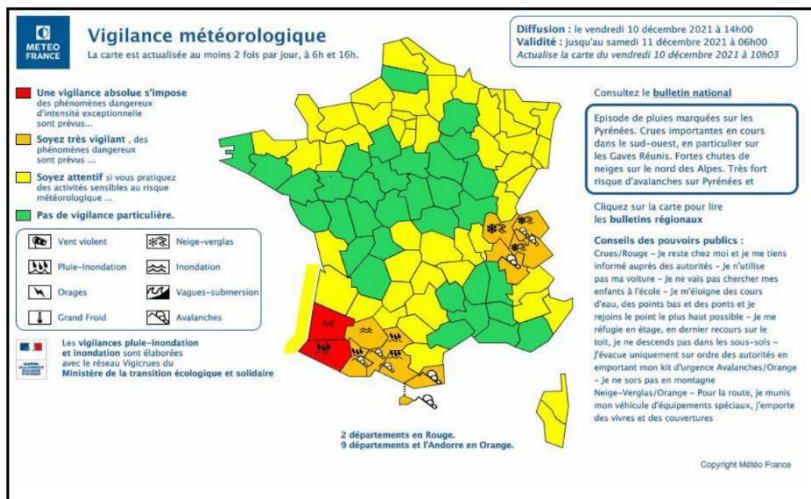 METEO
FRANCE
Vigilance météorologique
La carte est actualisée au moins 2 fois par jour, à 6h et 16h.
Diffusion : le vendredi 10 décembre 2021 à 14h00
Validité : jusqu'au samedi 11 décembre 2021 à 06h00
Actualise la carte du vendredi 10 décembre 2021 à 10h03
Une vigilance absolue s'impose
des phénomènes dangereux
d'intensité exceptionnelle
sont prévus...
Soyez très vigilant , des
phénomènes dangereux
sont prévus ...
Soyez attentif si vous pratiquez
des activités sensibles au risque
météorologique ...
Pas de vigilance particulière.
Vent violent
Neige-verglas
Pluie-Inondation
Inondation
Orages
Vagues-submersion
Grand Froid
Avalanches
Les vigilances pluie-inondation
et inondation sont élaborées
avec le réseau Vigicrues du
Ministère de la transition écologique et solidaire
2 départements en Rouge.
9 départements et l'Andorre en Orange.
Consultez le bulletin national
Episode de pluies marquées sur les
Pyrénées. Crues importantes en cours
dans le sud-ouest, en particulier sur
les Gaves Réunis. Fortes chutes de
neiges sur le nord des Alpes. Très fort
risque d'avalanches sur Pyrénées et
Cliquez sur la carte pour lire
les bulletins régionaux
Conseils des pouvoirs publics :
Crues/Rouge - Je reste chez moi et je me tiens
informé auprès des autorités - Je n'utilise
pas ma voiture - Je ne vais pas chercher mes
enfants à l'école - Je m'éloigne des cours
d'eau, des points bas et des ponts et je
rejoins le point le plus haut possible - Je me
réfugie en étage, en dernier recours sur le
toit, je ne descends pas dans les sous-sols -
J'évacue uniquement sur ordre des autorités en
emportant mon kit d'urgence Avalanches/Orange
- Je ne sors pas en montagne
Neige-Verglas/Orange - Pour la route, je munis
mon véhicule d'équipements spéciaux, j'emporte
des vivres et des couvertures
Copyright Météo France